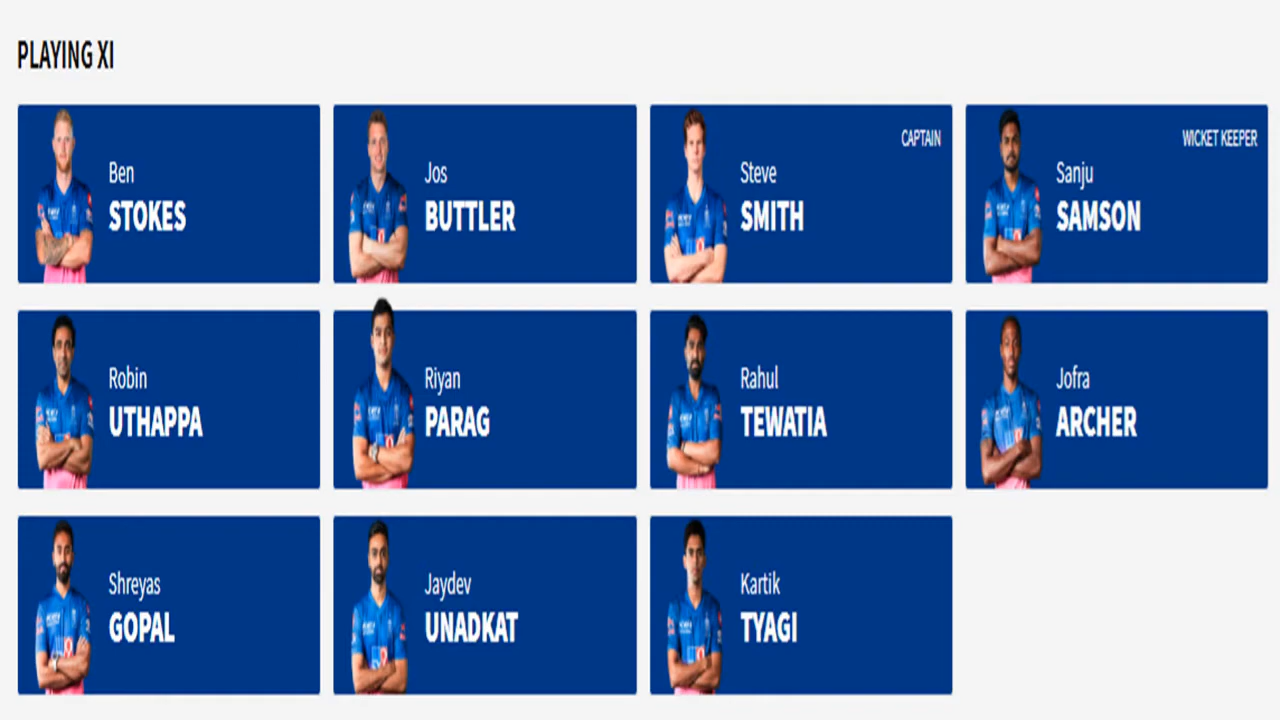 PLAYING XI
Ben
STOKES
Jos
BUTTLER
CAPTAIN
Steve
SMITH
WICKET KEEPER
Sanju
SAMSON
Robin
UTHAPPA
Riyan
PARAG
Rahul
TEWATIA
Jofra
ARCHER
Shreyas
GOPAL
Jaydev
UNADKAT
Kartik
TYAGI